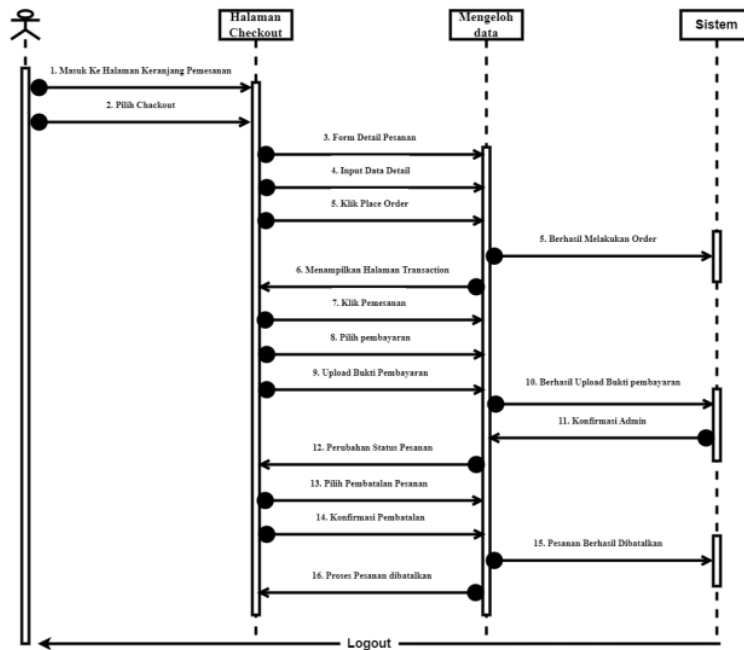 Halaman
Checkout
Mengeloh
data
Sistem
1. Masuk Ke Halaman Keranjang Pemesanan
2. Pilih Chackout
3. Form Detail Pesanan
4. Input Data Detail
5. Klik Place Order
5. Berhasil Melakukan Order
6. Menampilkan Halaman Transaction
7. Klik Pemesanan
8. Pilih pembayaran
9. Upload Bukti Pembayaran
10. Berhasil Upload Bukti pembayaran
11. Konfirmasi Admin
12. Perubahan Status Pesanan
13. Pilih Pembatalan Pesanan
14. Konfirmasi Pembatalan
15. Pesanan Berhasil Dibatalkan
16. Proses Pesanan dibatalkan
Logout